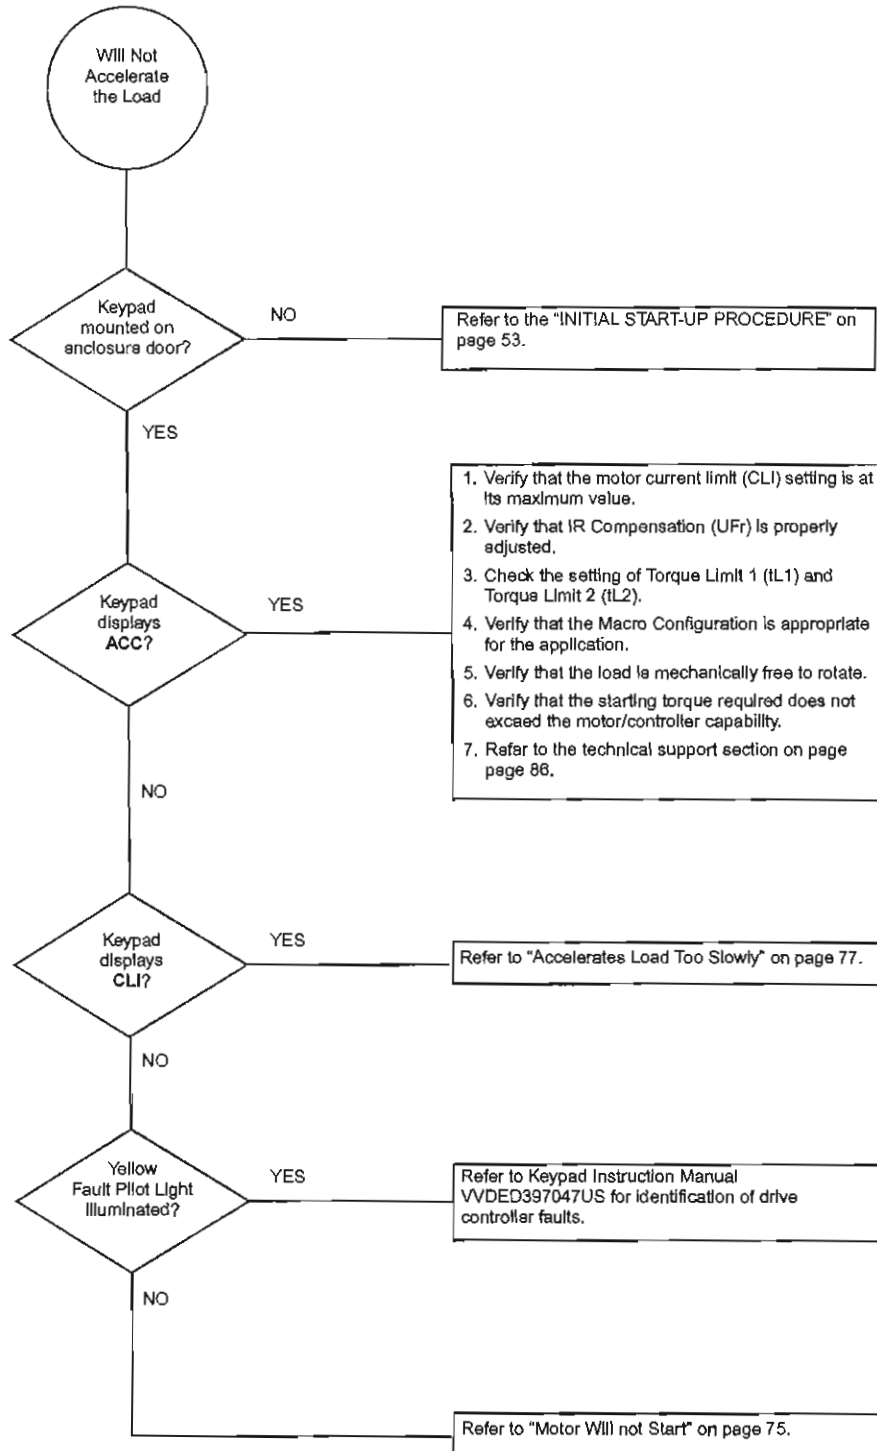 Will Not
Accelerate
the Load
Keypad
mounted on
enclosure door?
NO
Refer to the “INITIAL START-UP PROCEDURE” on
page 53.
YES
Keypad
displays
ACC?
YES
1. Verify that the motor current limit (CLI) setting is at
its maximum value.
2. Verify that IR Compensation (UFr) is properly
adjusted.
3. Check the setting of Torque Limit 1 (tL1) and
Torque Limit 2 (tL2).
4. Verify that the Macro Configuration is appropriate
for the application.
5. Verify that the load is mechanically free to rotate.
6. Verify that the starting torque required does not
exceed the motor/controller capability.
7. Refer to the technical support section on page
page 86.
NO
Keypad
displays
CLI?
YES
Refer to “Accelerates Load Too Slowly” on page 77.
NO
Yellow
Fault Pilot Light
Illuminated?
YES
Refer to Keypad Instruction Manual
VVDED397047US for identification of drive
controller faults.
NO
Refer to “Motor Will not Start” on page 75.